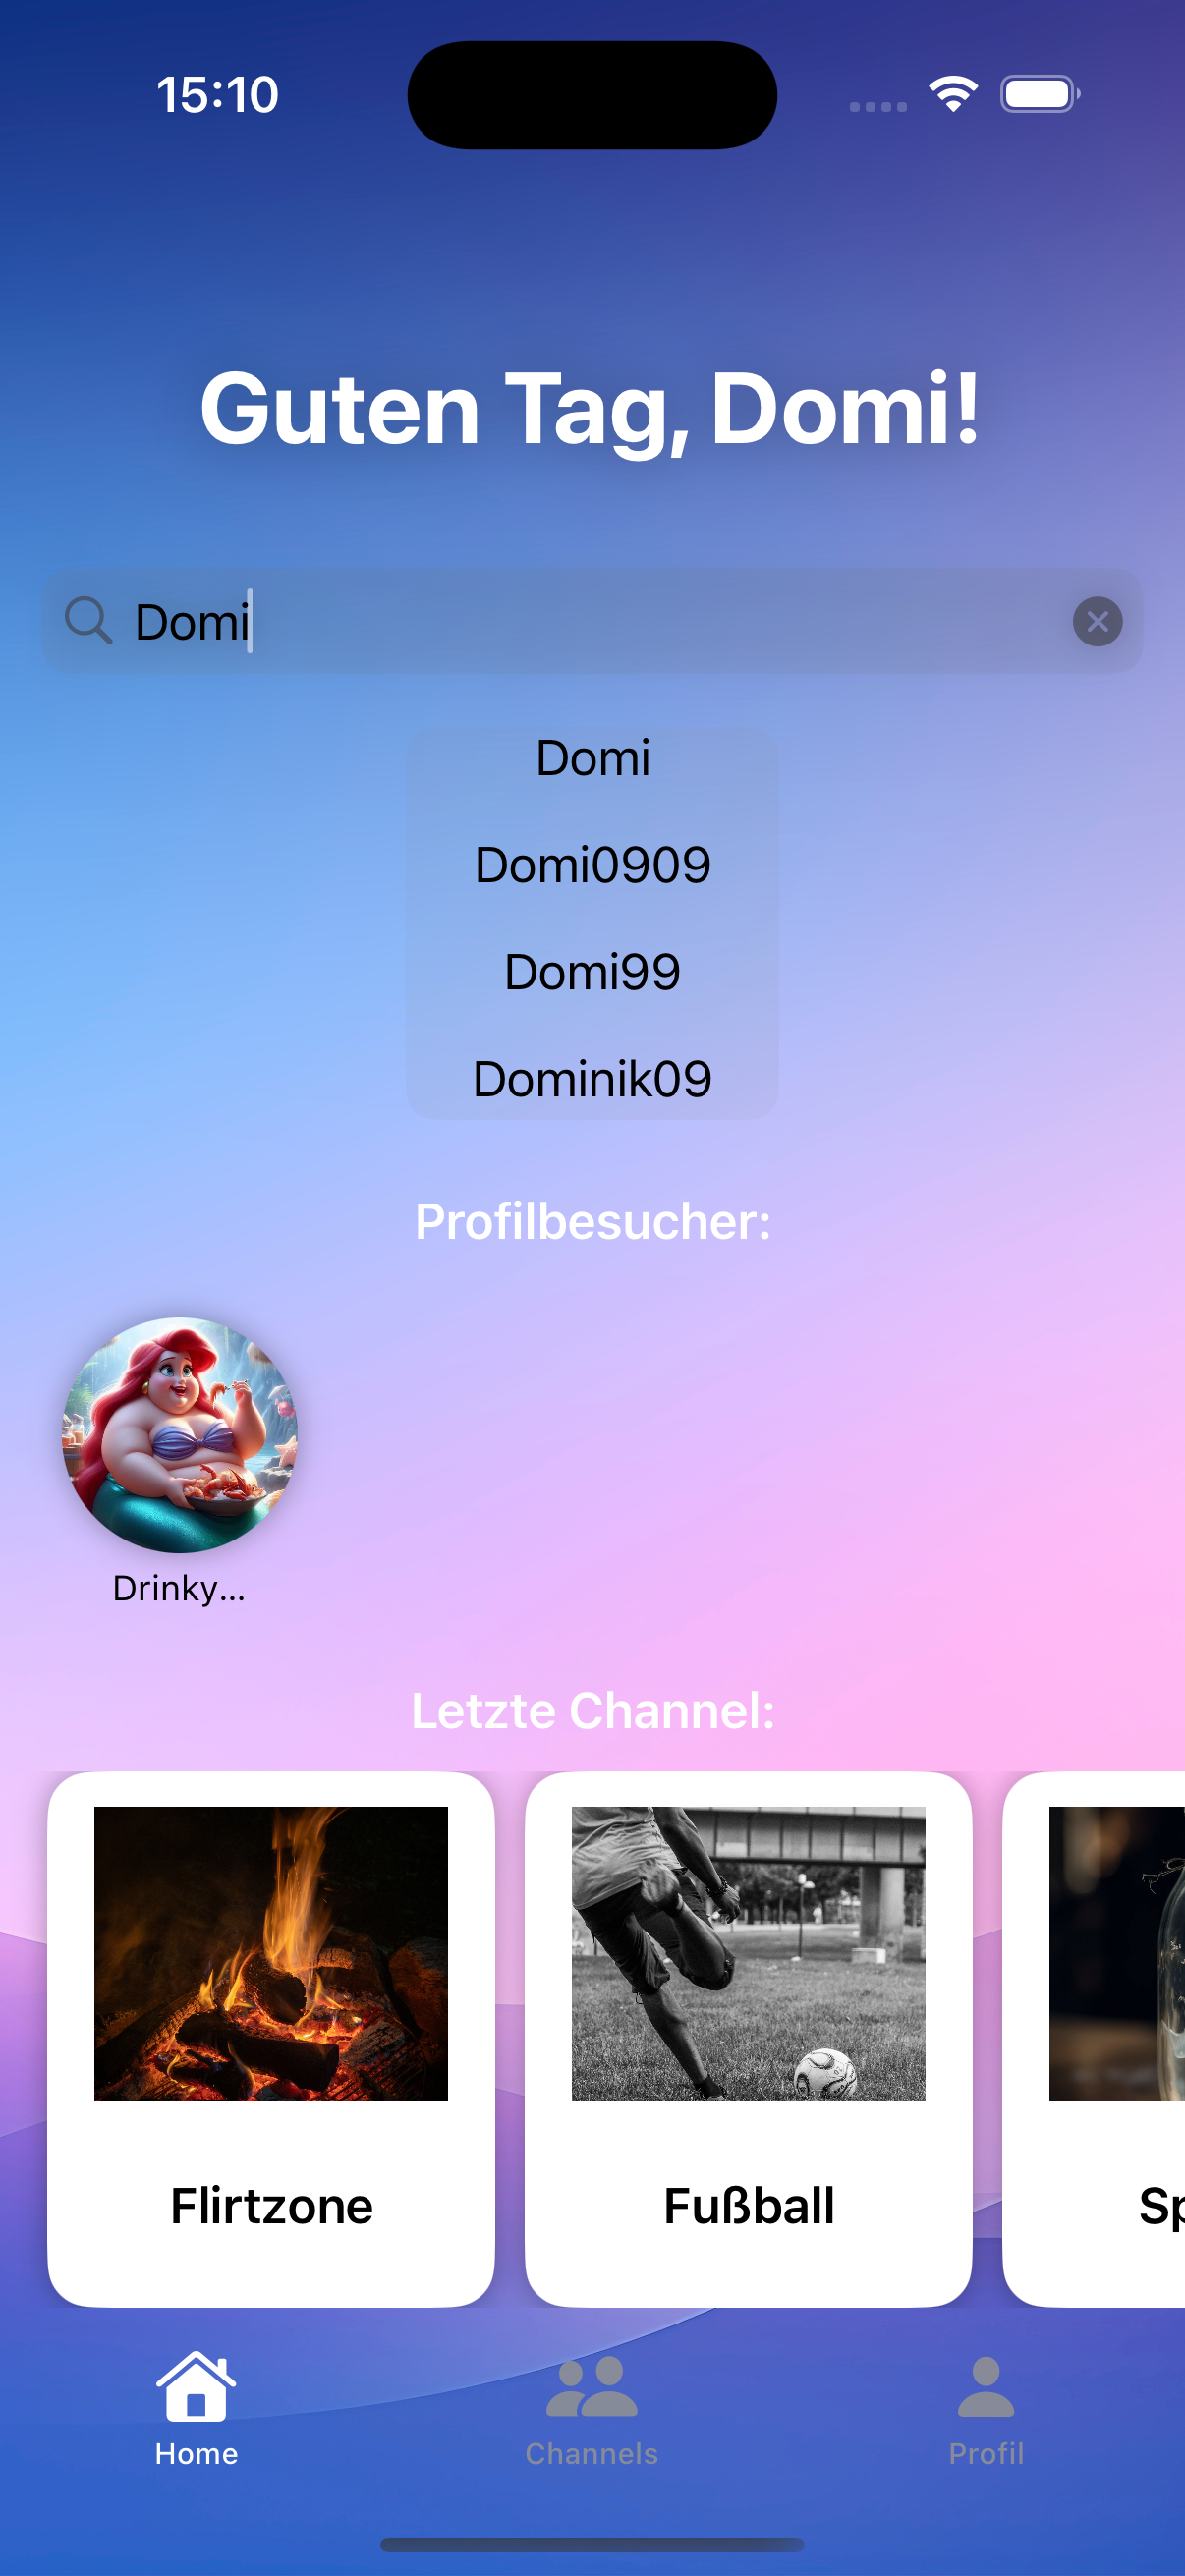 15:10
Guten Tag, Domi!
Domi
Domi
Domi0909
Domi99
Dominik09
Profilbesucher:
Drinky...
Letzte Channel:
Flirtzone
Fußball
Sp
Home
Channels
Profil